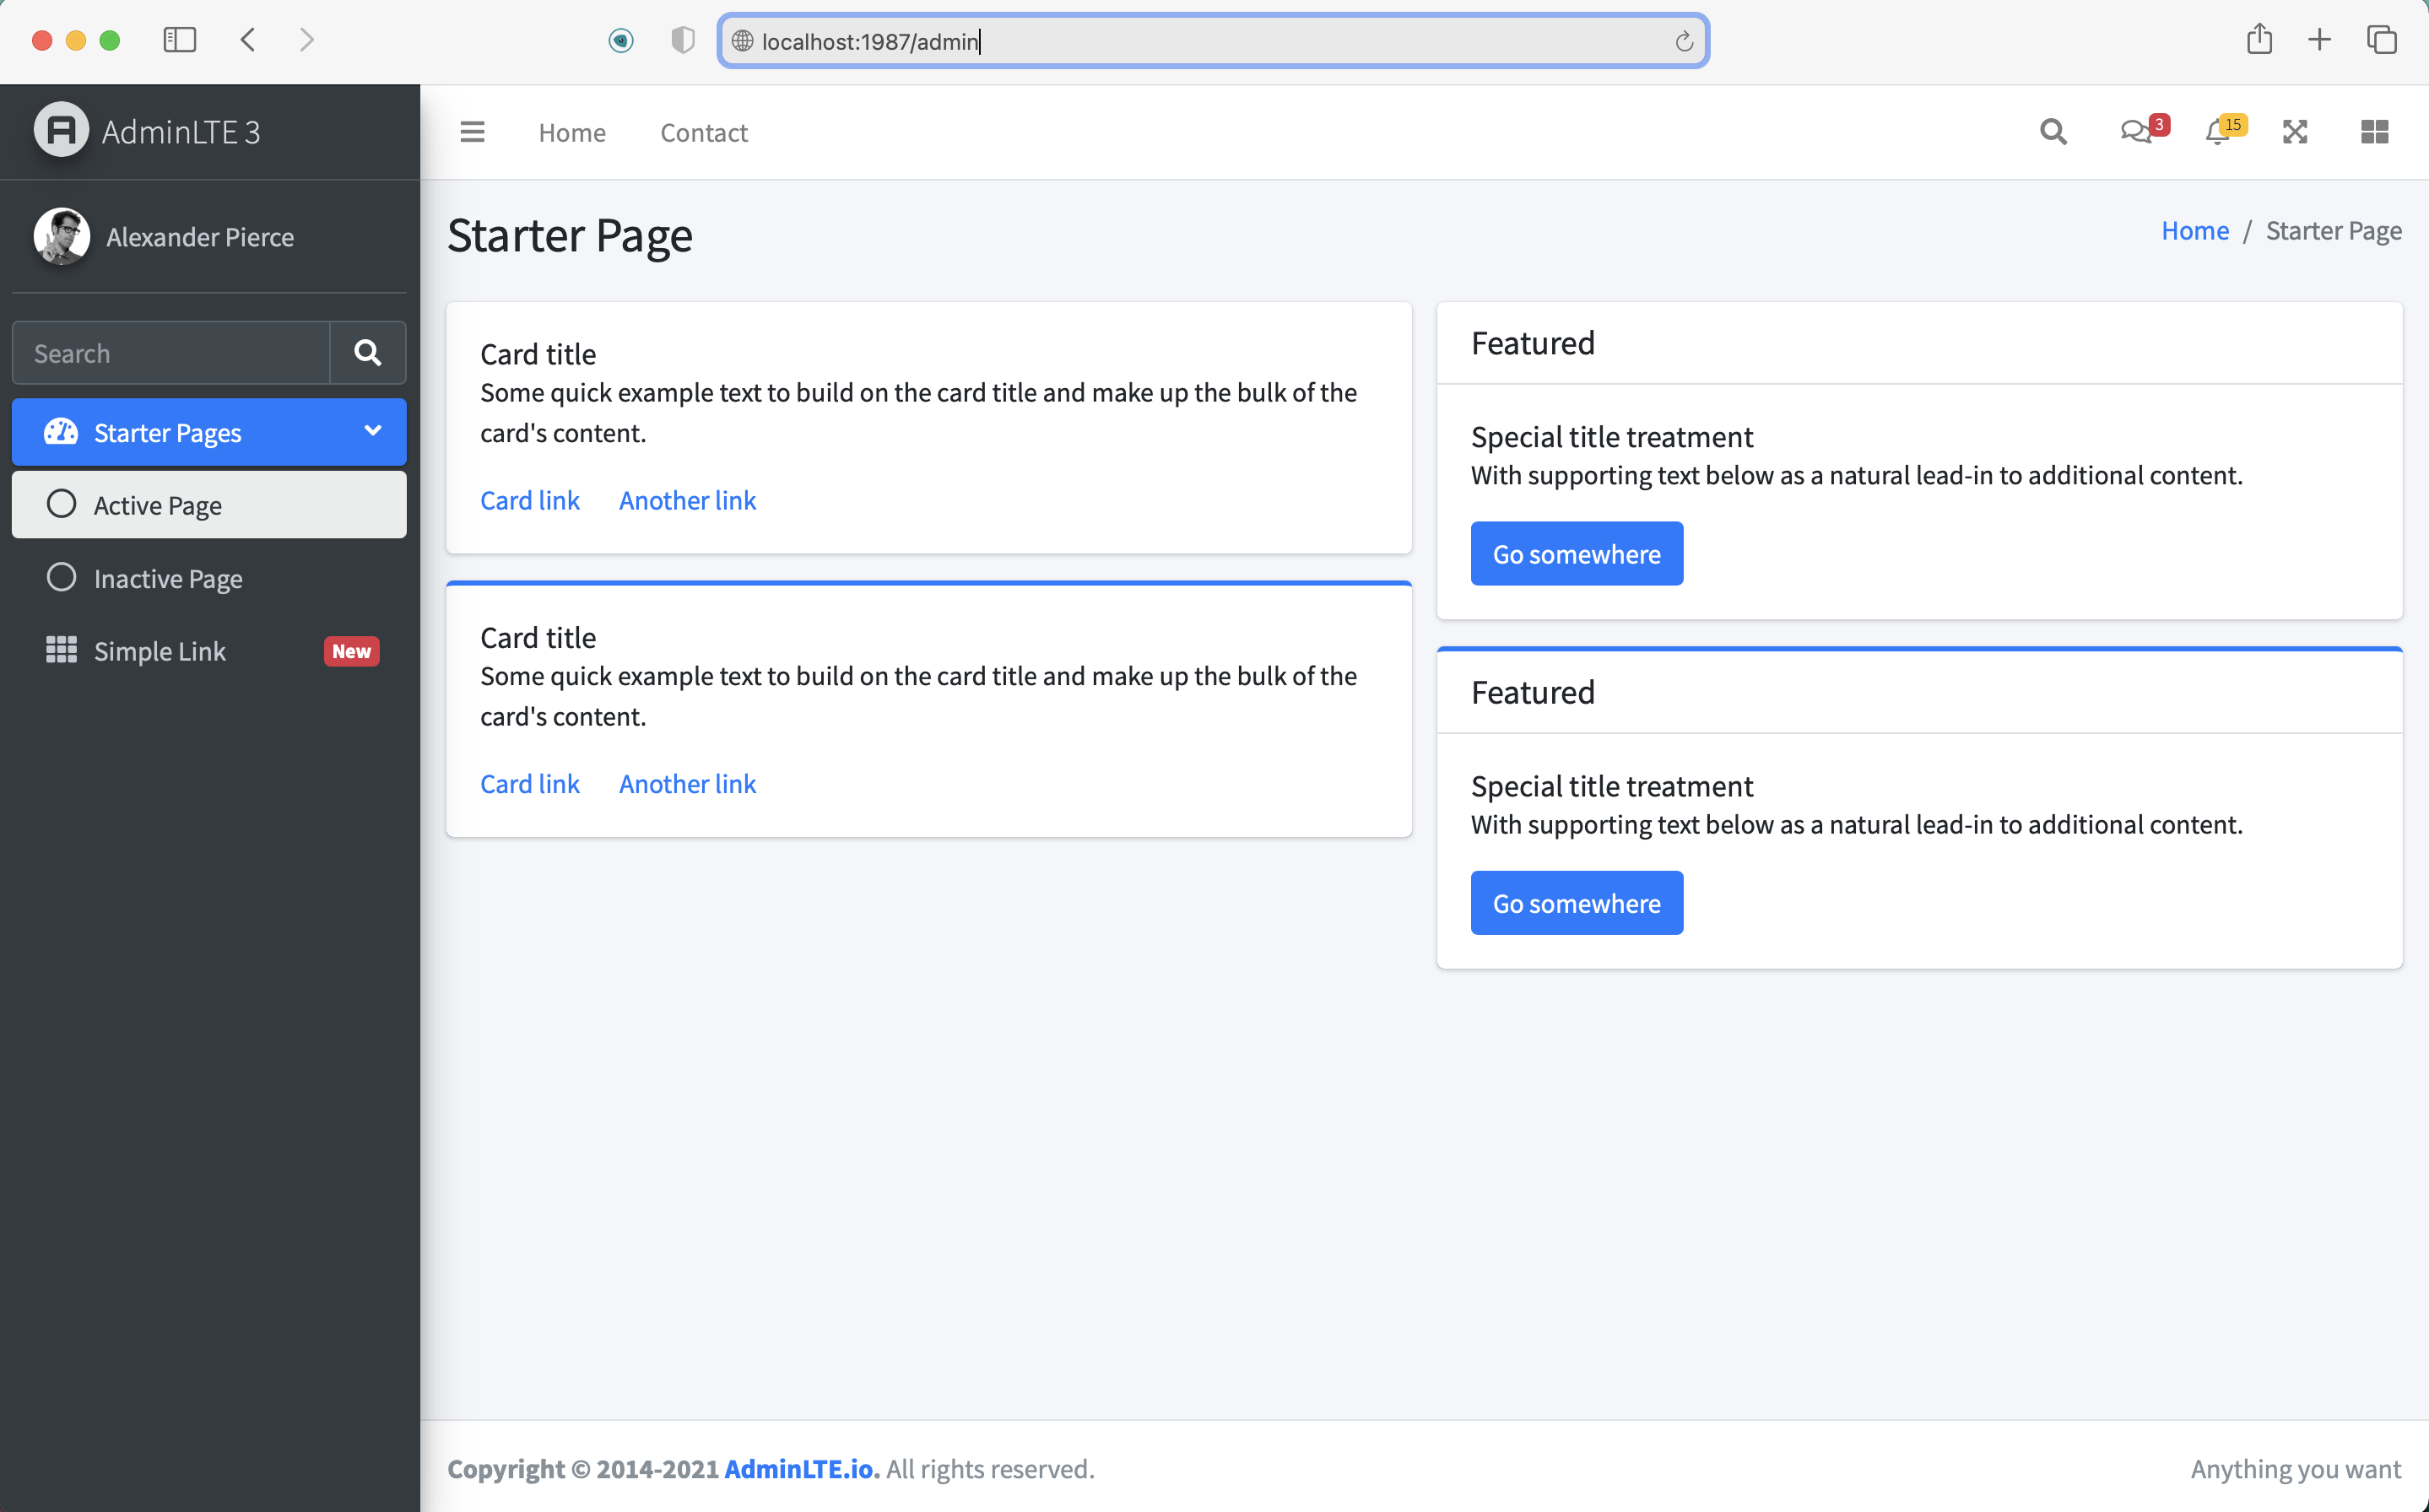 localhost:1987/admin
AdminLTE 3
Home
Contact
3
15
Alexander Pierce
Search
Starter Pages
Active Page
Inactive Page
Simple Link
New
Starter Page
Home / Starter Page
Card title
Some quick example text to build on the card title and make up the bulk of the
card's content.
Card link
Another link
Card title
Some quick example text to build on the card title and make up the bulk of the
card's content.
Card link
Another link
Featured
Special title treatment
With supporting text below as a natural lead-in to additional content.
Go somewhere
Featured
Special title treatment
With supporting text below as a natural lead-in to additional content.
Go somewhere
Copyright © 2014-2021 AdminLTE.io. All rights reserved.
Anything you want